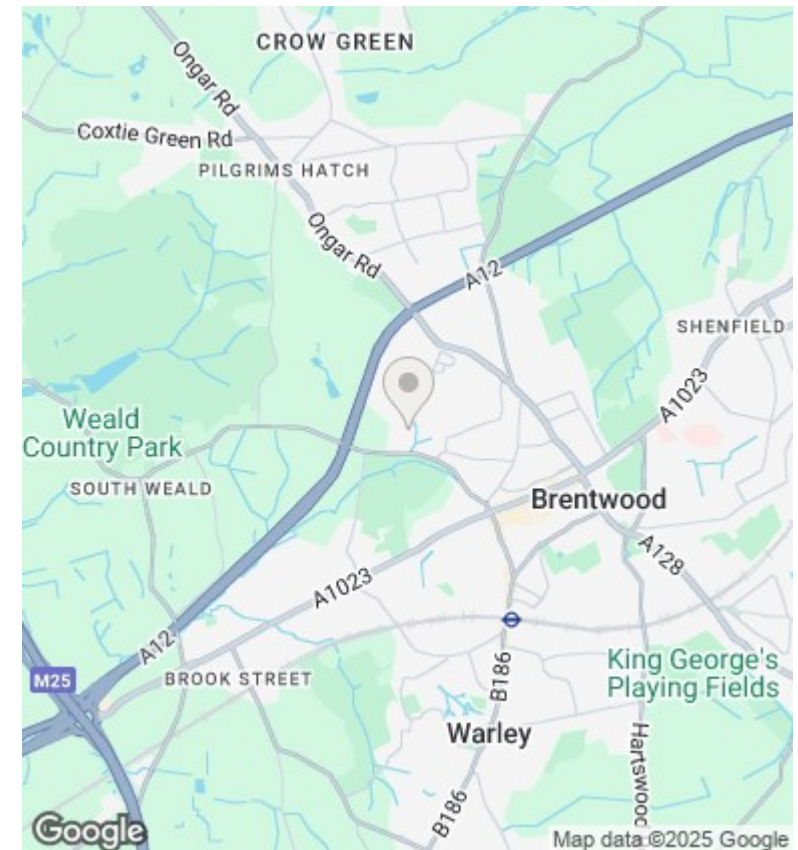 CROW GREEN
Ongar Rd
Coxtie Green Rd
PILGRIMS HATCH
Ongar Rd
A12
SHENFIELD
A1023
Weald
Country Park
SOUTH WEALD
Brentwood
A128
A1023
A12
M25
BROOK STREET
B186
King George's
Playing Fields
Warley
Hartswood
B186
Google
Map data ©2025 Google